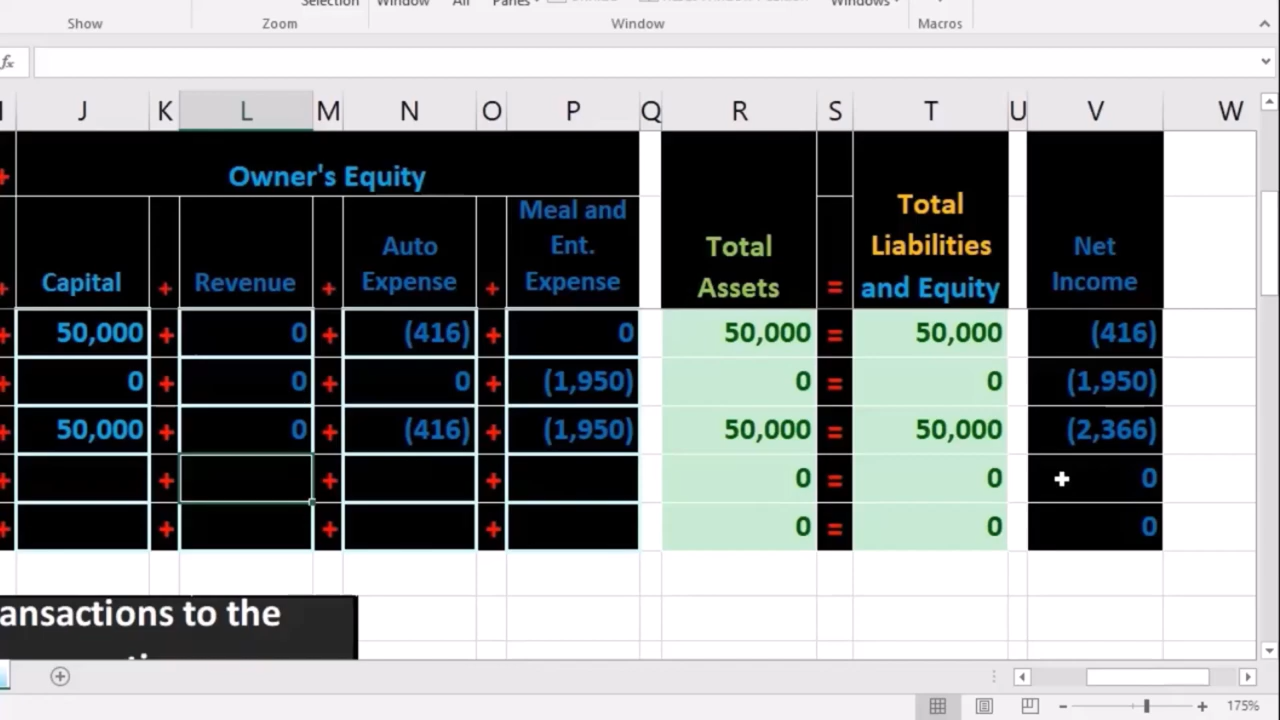 Selection Window All Panes Windows
Show Zoom Window Macros
fx
J K L M N O P Q R S T U V W
+ Owner's Equity
+ Capital + Revenue + Auto Expense + Meal and Ent. Expense Total Assets = Total Liabilities and Equity Net Income
+ 50,000 + 0 + (416) + 0 50,000 = 50,000 (416)
+ 0 + 0 + 0 + (1,950) 0 = 0 (1,950)
+ 50,000 + 0 + (416) + (1,950) 50,000 = 50,000 (2,366)
+ + + + 0 = 0 0
+ + + + 0 = 0 0
ansactions to the
175%